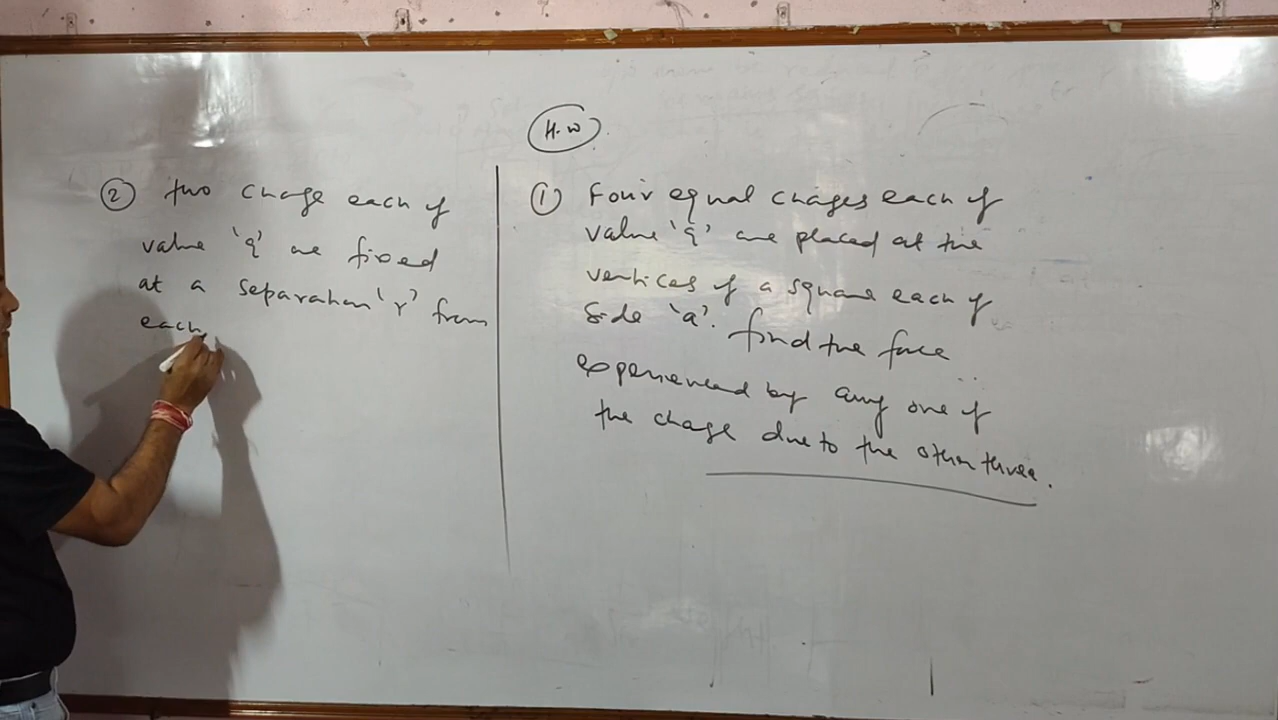 H.W
② two charge each of
value 'q' are fixed
at a separation 'r' from
each
① Four equal charges each of
value 'q' are placed at the
vertices of a square each of
side 'a'. find the force
experienced by any one of
the charge due to the other three.